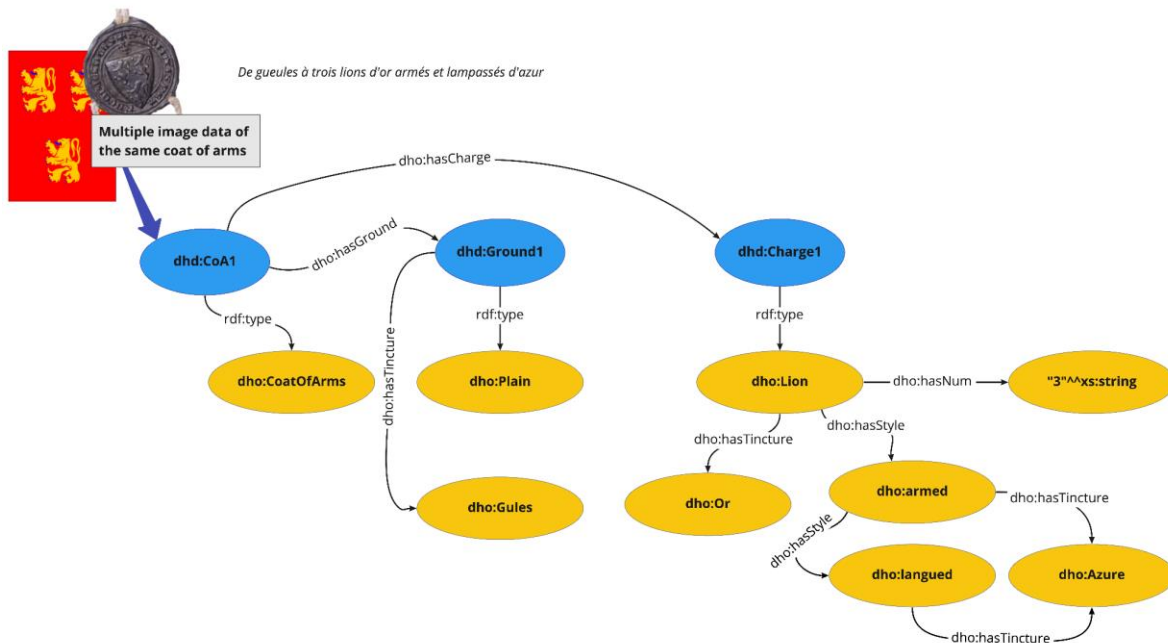 De gueules à trois lions d'or armés et lampassés d'azur
Multiple image data of
the same coat of arms
dho:hasCharge
dho:hasGround
dhd:CoA1
dhd:Ground1
dhd:Charge1
rdf:type
rdf:type
rdf:type
dho:hasTincture
dho:CoatOfArms
dho:Plain
dho:Lion
dho:hasNum
"3"^^xs:string
dho:hasTincture
dho:hasStyle
dho:Gules
dho:Or
dho:armed
dho:hasTincture
dho:hasStyle
dho:langued
dho:Azure
dho:hasTincture